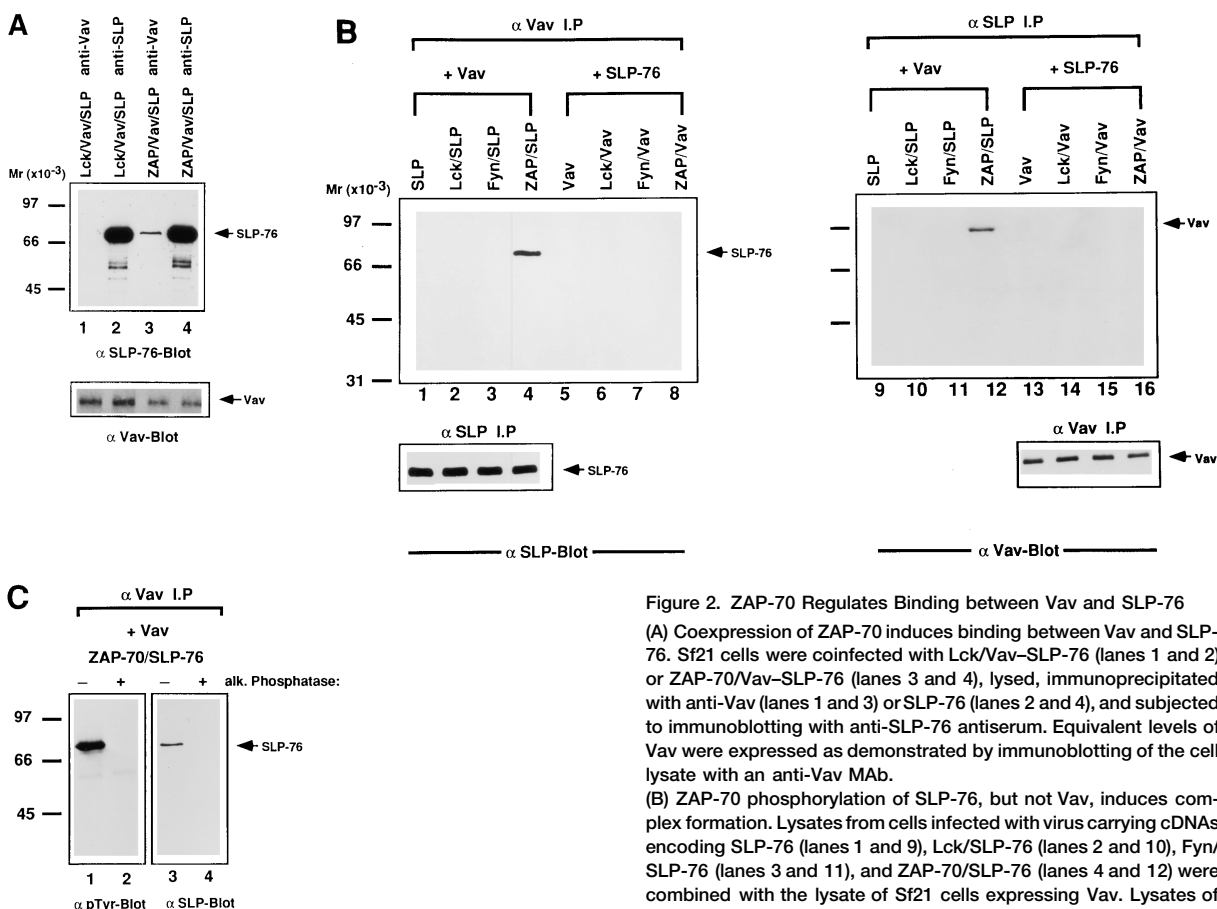 A
Lck/Vav/SLP anti-Vav
Lck/Vav/SLP anti-SLP
ZAP/Vav/SLP anti-Vav
ZAP/Vav/SLP anti-SLP
Mr (x10-3)
97
66
45
SLP-76
1 2 3 4
α SLP-76-Blot
Vav
α Vav-Blot
B
α Vav I.P
+ Vav + SLP-76
SLP
Lck/SLP
Fyn/SLP
ZAP/SLP
Vav
Lck/Vav
Fyn/Vav
ZAP/Vav
Mr (x10-3)
97
66
45
31
SLP-76
1 2 3 4 5 6 7 8
α SLP I.P
SLP-76
α SLP-Blot
α SLP I.P
+ Vav + SLP-76
SLP
Lck/SLP
Fyn/SLP
ZAP/SLP
Vav
Lck/Vav
Fyn/Vav
ZAP/Vav
Vav
9 10 11 12 13 14 15 16
α Vav I.P
Vav
α Vav-Blot
C
α Vav I.P
+ Vav
ZAP-70/SLP-76
– + – + alk. Phosphatase:
97
66
45
SLP-76
1 2 3 4
α pTyr-Blot α SLP-Blot
Figure 2. ZAP-70 Regulates Binding between Vav and SLP-76
(A) Coexpression of ZAP-70 induces binding between Vav and SLP-
76. Sf21 cells were coinfected with Lck/Vav–SLP-76 (lanes 1 and 2)
or ZAP-70/Vav–SLP-76 (lanes 3 and 4), lysed, immunoprecipitated
with anti-Vav (lanes 1 and 3) or SLP-76 (lanes 2 and 4), and subjected
to immunoblotting with anti-SLP-76 antiserum. Equivalent levels of
Vav were expressed as demonstrated by immunoblotting of the cell
lysate with an anti-Vav MAb.
(B) ZAP-70 phosphorylation of SLP-76, but not Vav, induces com-
plex formation. Lysates from cells infected with virus carrying cDNAs
encoding SLP-76 (lanes 1 and 9), Lck/SLP-76 (lanes 2 and 10), Fyn/
SLP-76 (lanes 3 and 11), and ZAP-70/SLP-76 (lanes 4 and 12) were
combined with the lysate of Sf21 cells expressing Vav. Lysates of